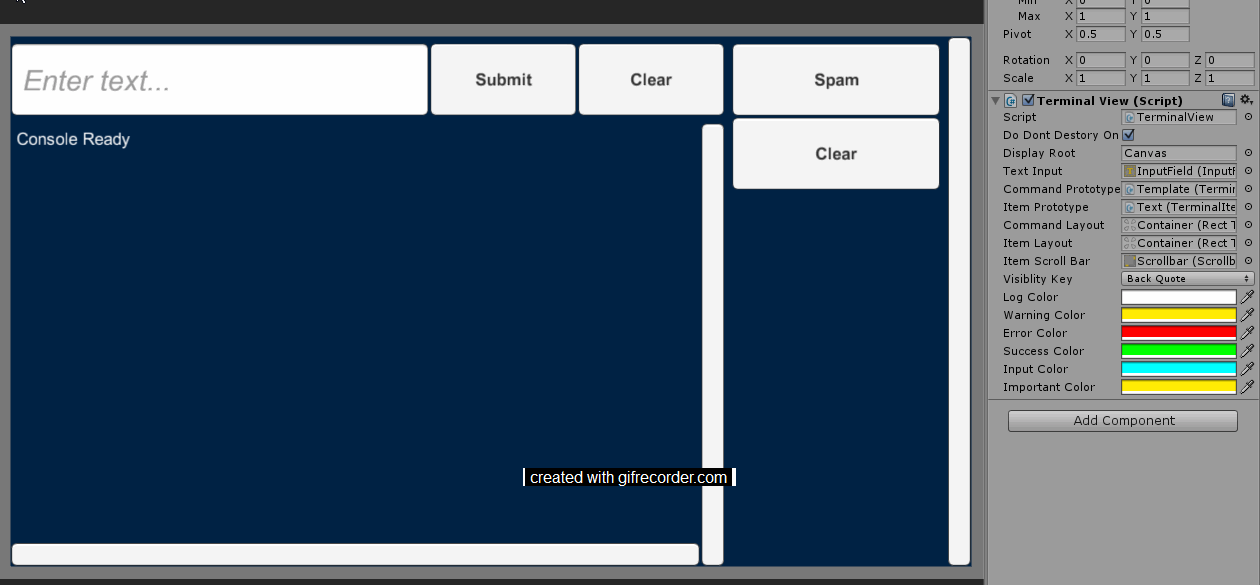 Enter text...
Submit
Clear
Spam
Console Ready
Clear
created with gifrecorder.com
Min X 0 Y 0
Max X 1 Y 1
Pivot X 0.5 Y 0.5
Rotation X 0 Y 0 Z 0
Scale X 1 Y 1 Z 1
Terminal View (Script)
Script TerminalView
Do Dont Destory On
Display Root Canvas
Text Input InputField (InputF
Command Prototype Template (Termir
Item Prototype Text (TerminalIte
Command Layout Container (Rect T
Item Layout Container (Rect T
Item Scroll Bar Scrollbar (Scrollb
Visiblity Key Back Quote
Log Color
Warning Color
Error Color
Success Color
Input Color
Important Color
Add Component